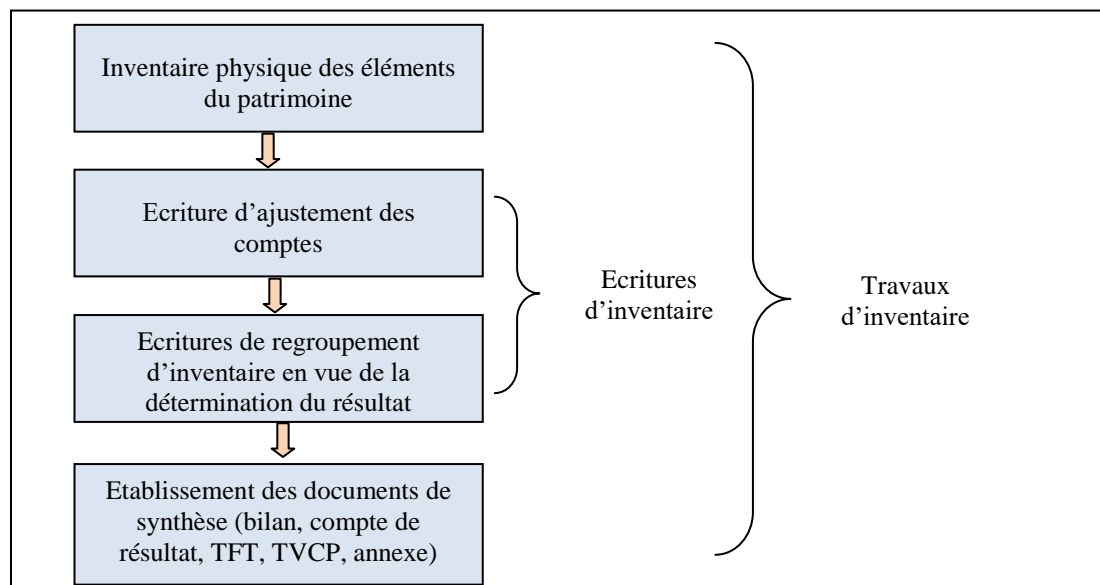 Inventaire physique des éléments
du patrimoine
Ecriture d’ajustement des
comptes
Ecritures de regroupement
d’inventaire en vue de la
détermination du résultat
Etablissement des documents de
synthèse (bilan, compte de
résultat, TFT, TVCP, annexe)
Ecritures
d’inventaire
Travaux
d’inventaire